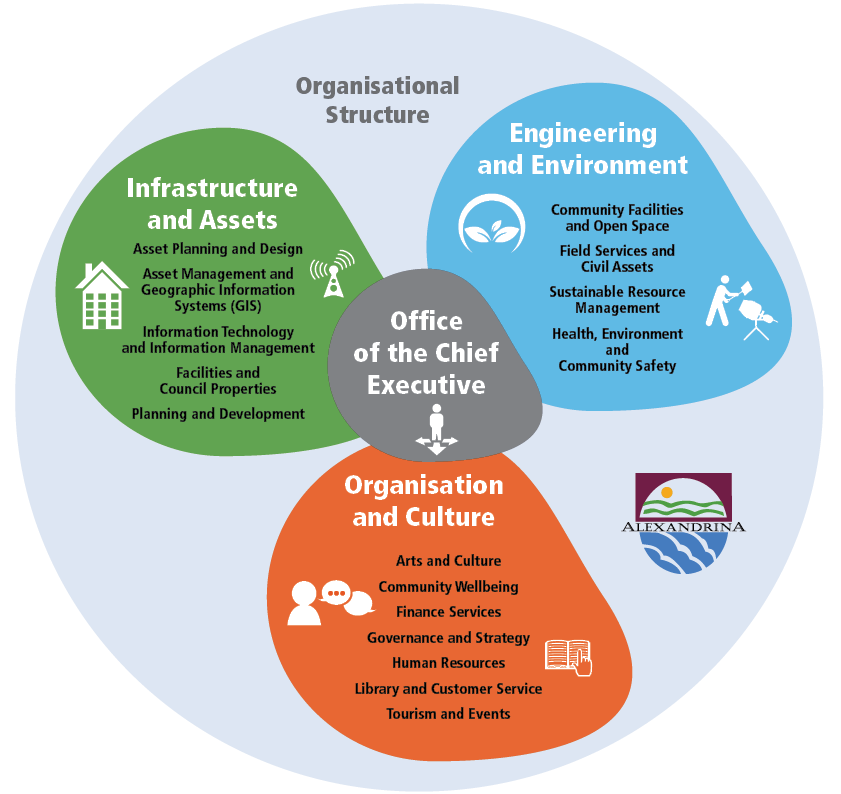 Organisational
Structure
Infrastructure
and Assets
Asset Planning and Design
Asset Management and
Geographic Information
Systems (GIS)
Information Technology
and Information Management
Facilities and
Council Properties
Planning and Development
Engineering
and Environment
Community Facilities
and Open Space
Field Services and
Civil Assets
Sustainable Resource
Management
Health, Environment
and
Community Safety
Office
of the Chief
Executive
Organisation
and Culture
Arts and Culture
Community Wellbeing
Finance Services
Governance and Strategy
Human Resources
Library and Customer Service
Tourism and Events
ALEXANDRINA